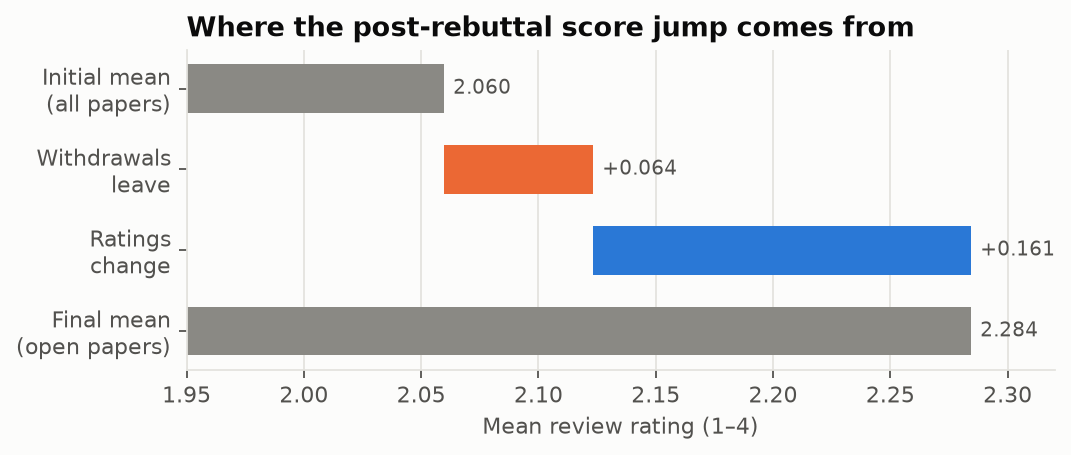 Where the post-rebuttal score jump comes from
Initial mean
(all papers)
2.060
Withdrawals
leave
+0.064
Ratings
change
+0.161
Final mean
(open papers)
2.284
1.95 2.00 2.05 2.10 2.15 2.20 2.25 2.30
Mean review rating (1–4)